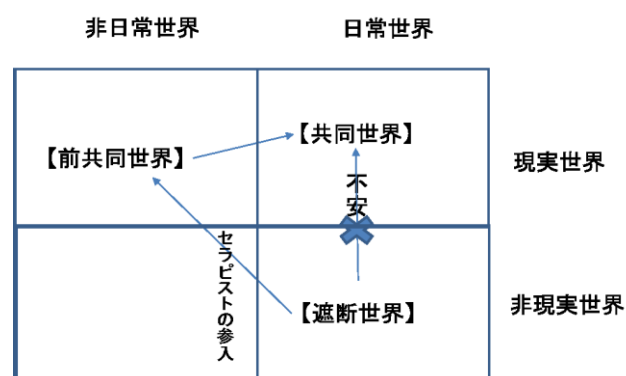 非日常世界
日常世界
【前共同世界】
【共同世界】
現実世界
不安
セラピストの参入
【遮断世界】
非現実世界